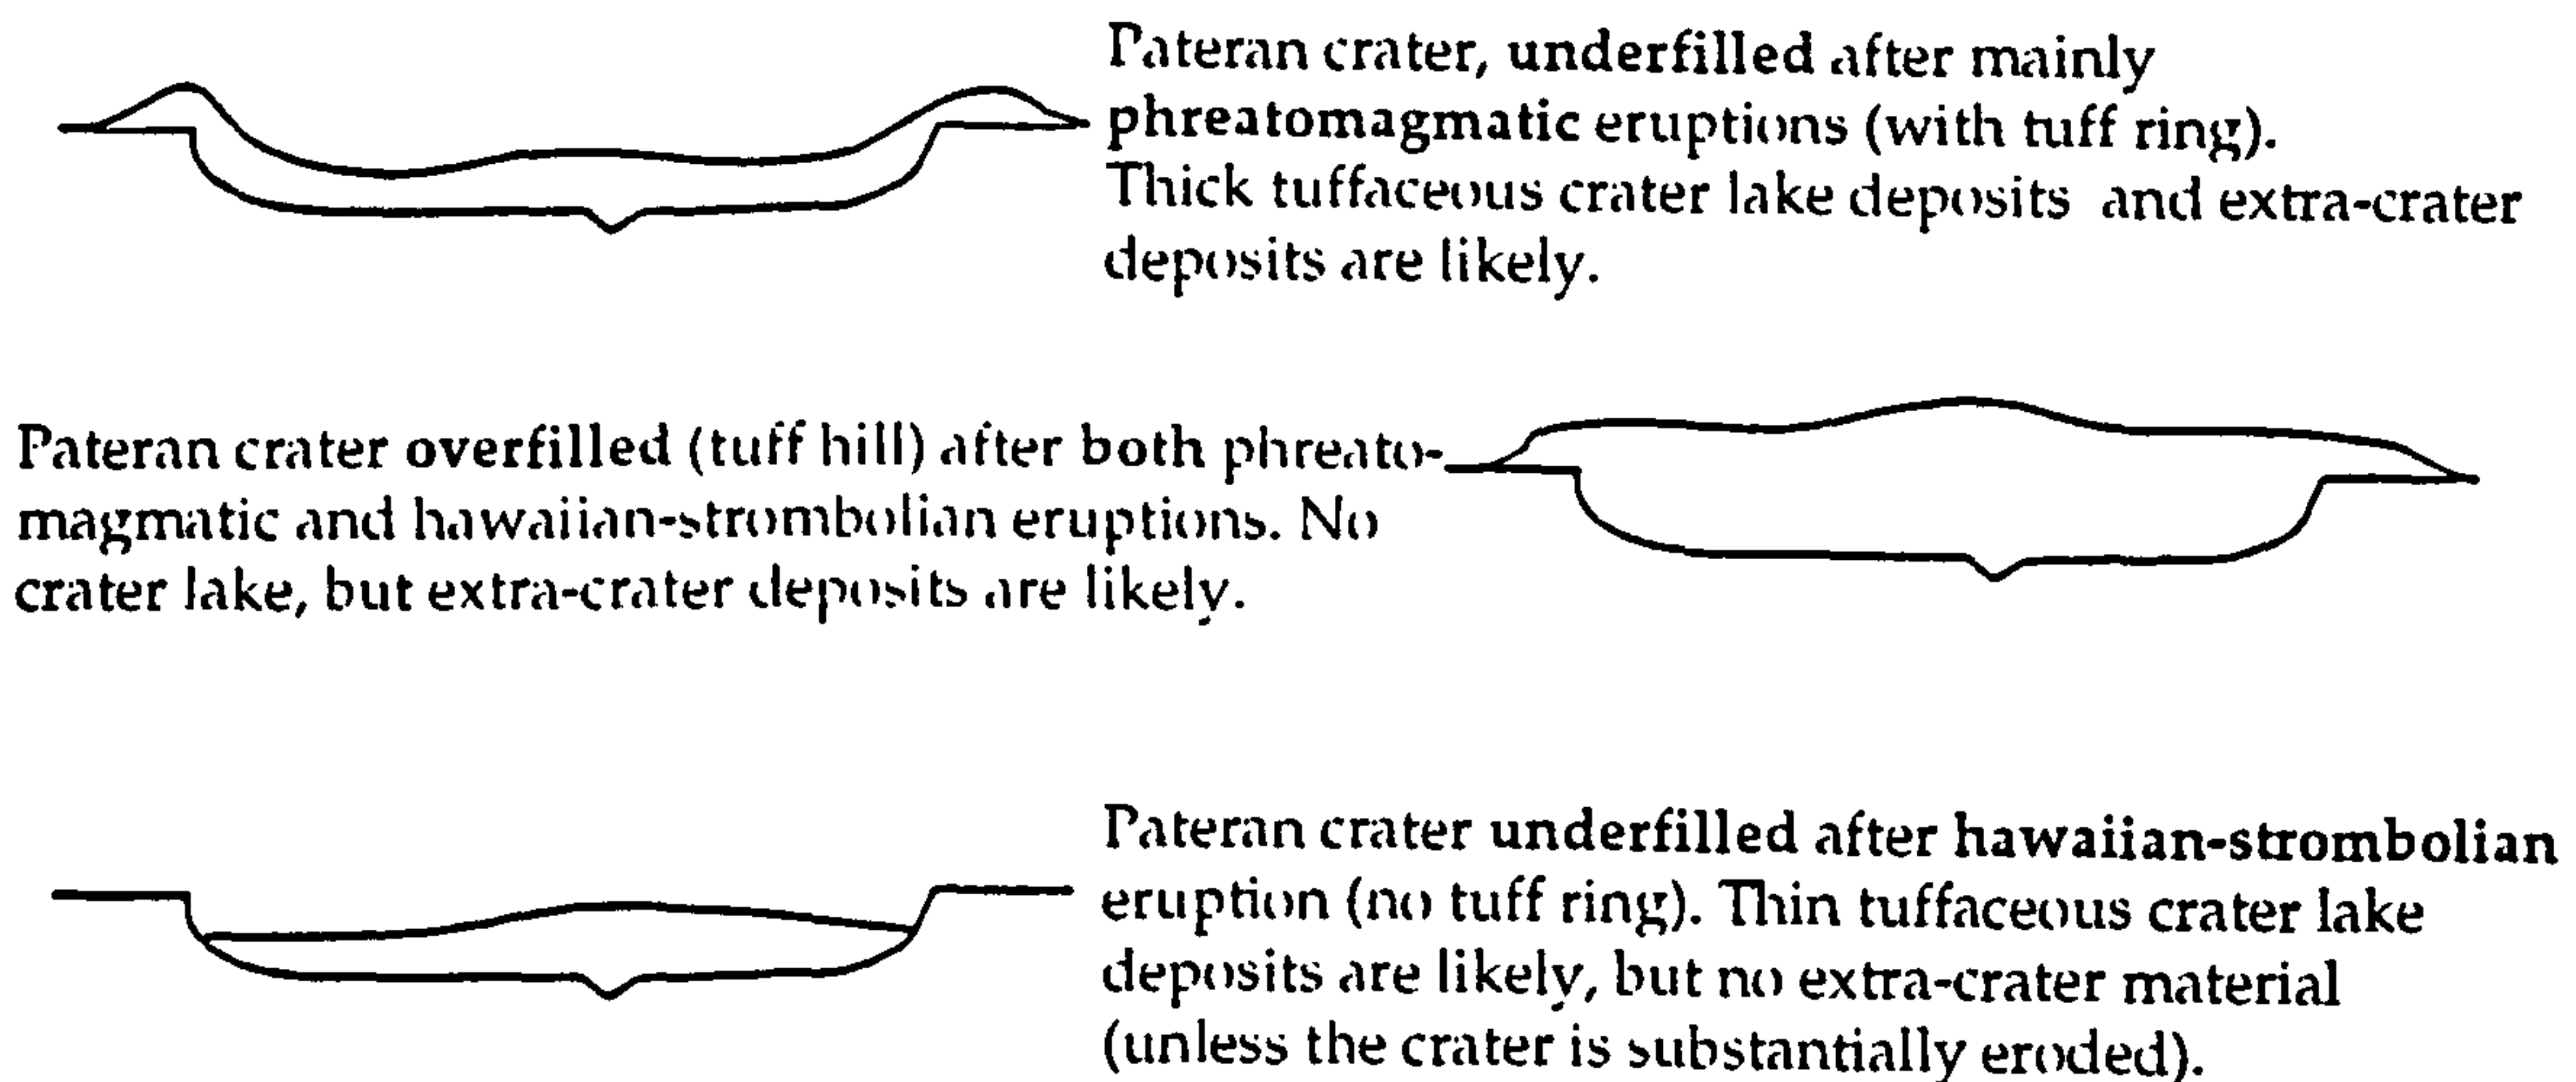 Pateran crater, underfilled after mainly
phreatomagmatic eruptions (with tuff ring).
Thick tuffaceous crater lake deposits and extra-crater
deposits are likely.
Pateran crater overfilled (tuff hill) after both phreato-
magmatic and hawaiian-strombolian eruptions. No
crater lake, but extra-crater deposits are likely.
Pateran crater underfilled after hawaiian-strombolian
eruption (no tuff ring). Thin tuffaceous crater lake
deposits are likely, but no extra-crater material
(unless the crater is substantially eroded).